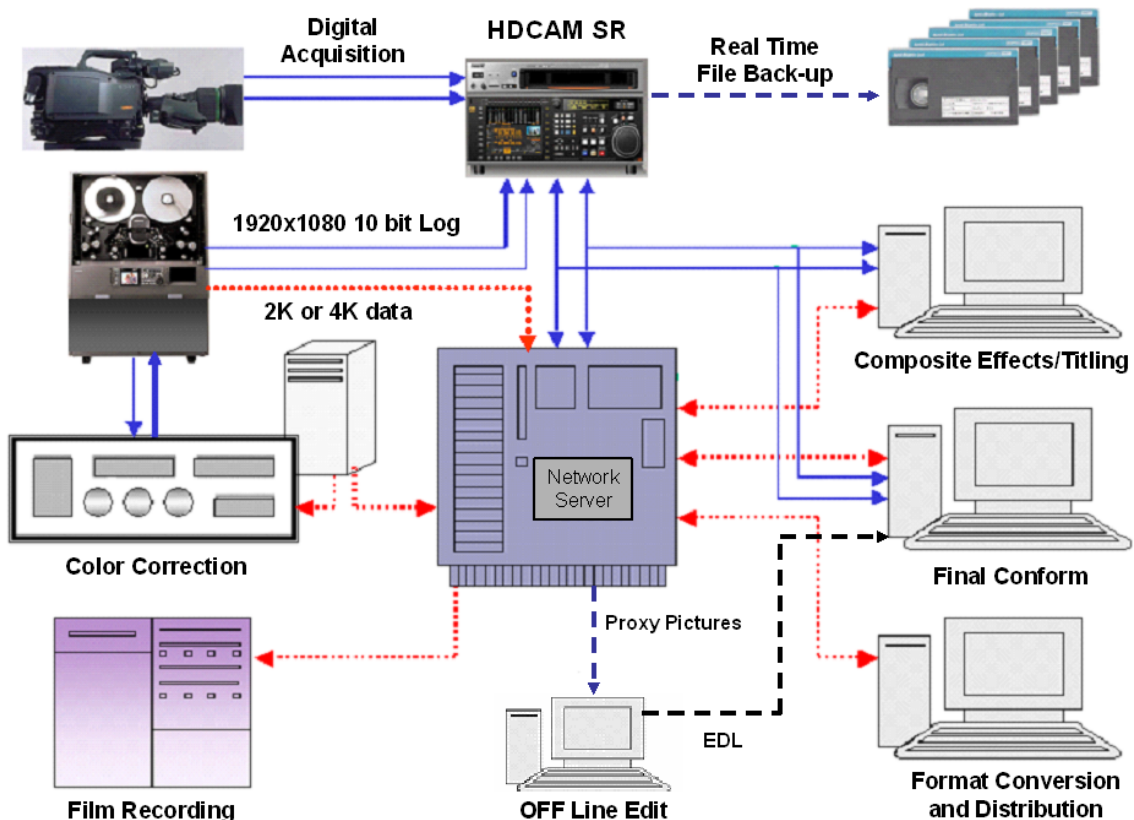 Digital
Acquisition
HDCAM SR
Real Time
File Back-up
1920x1080 10 bit Log
2K or 4K data
Composite Effects/Titling
Network
Server
Color Correction
Final Conform
Proxy Pictures
EDL
Film Recording
OFF Line Edit
Format Conversion
and Distribution